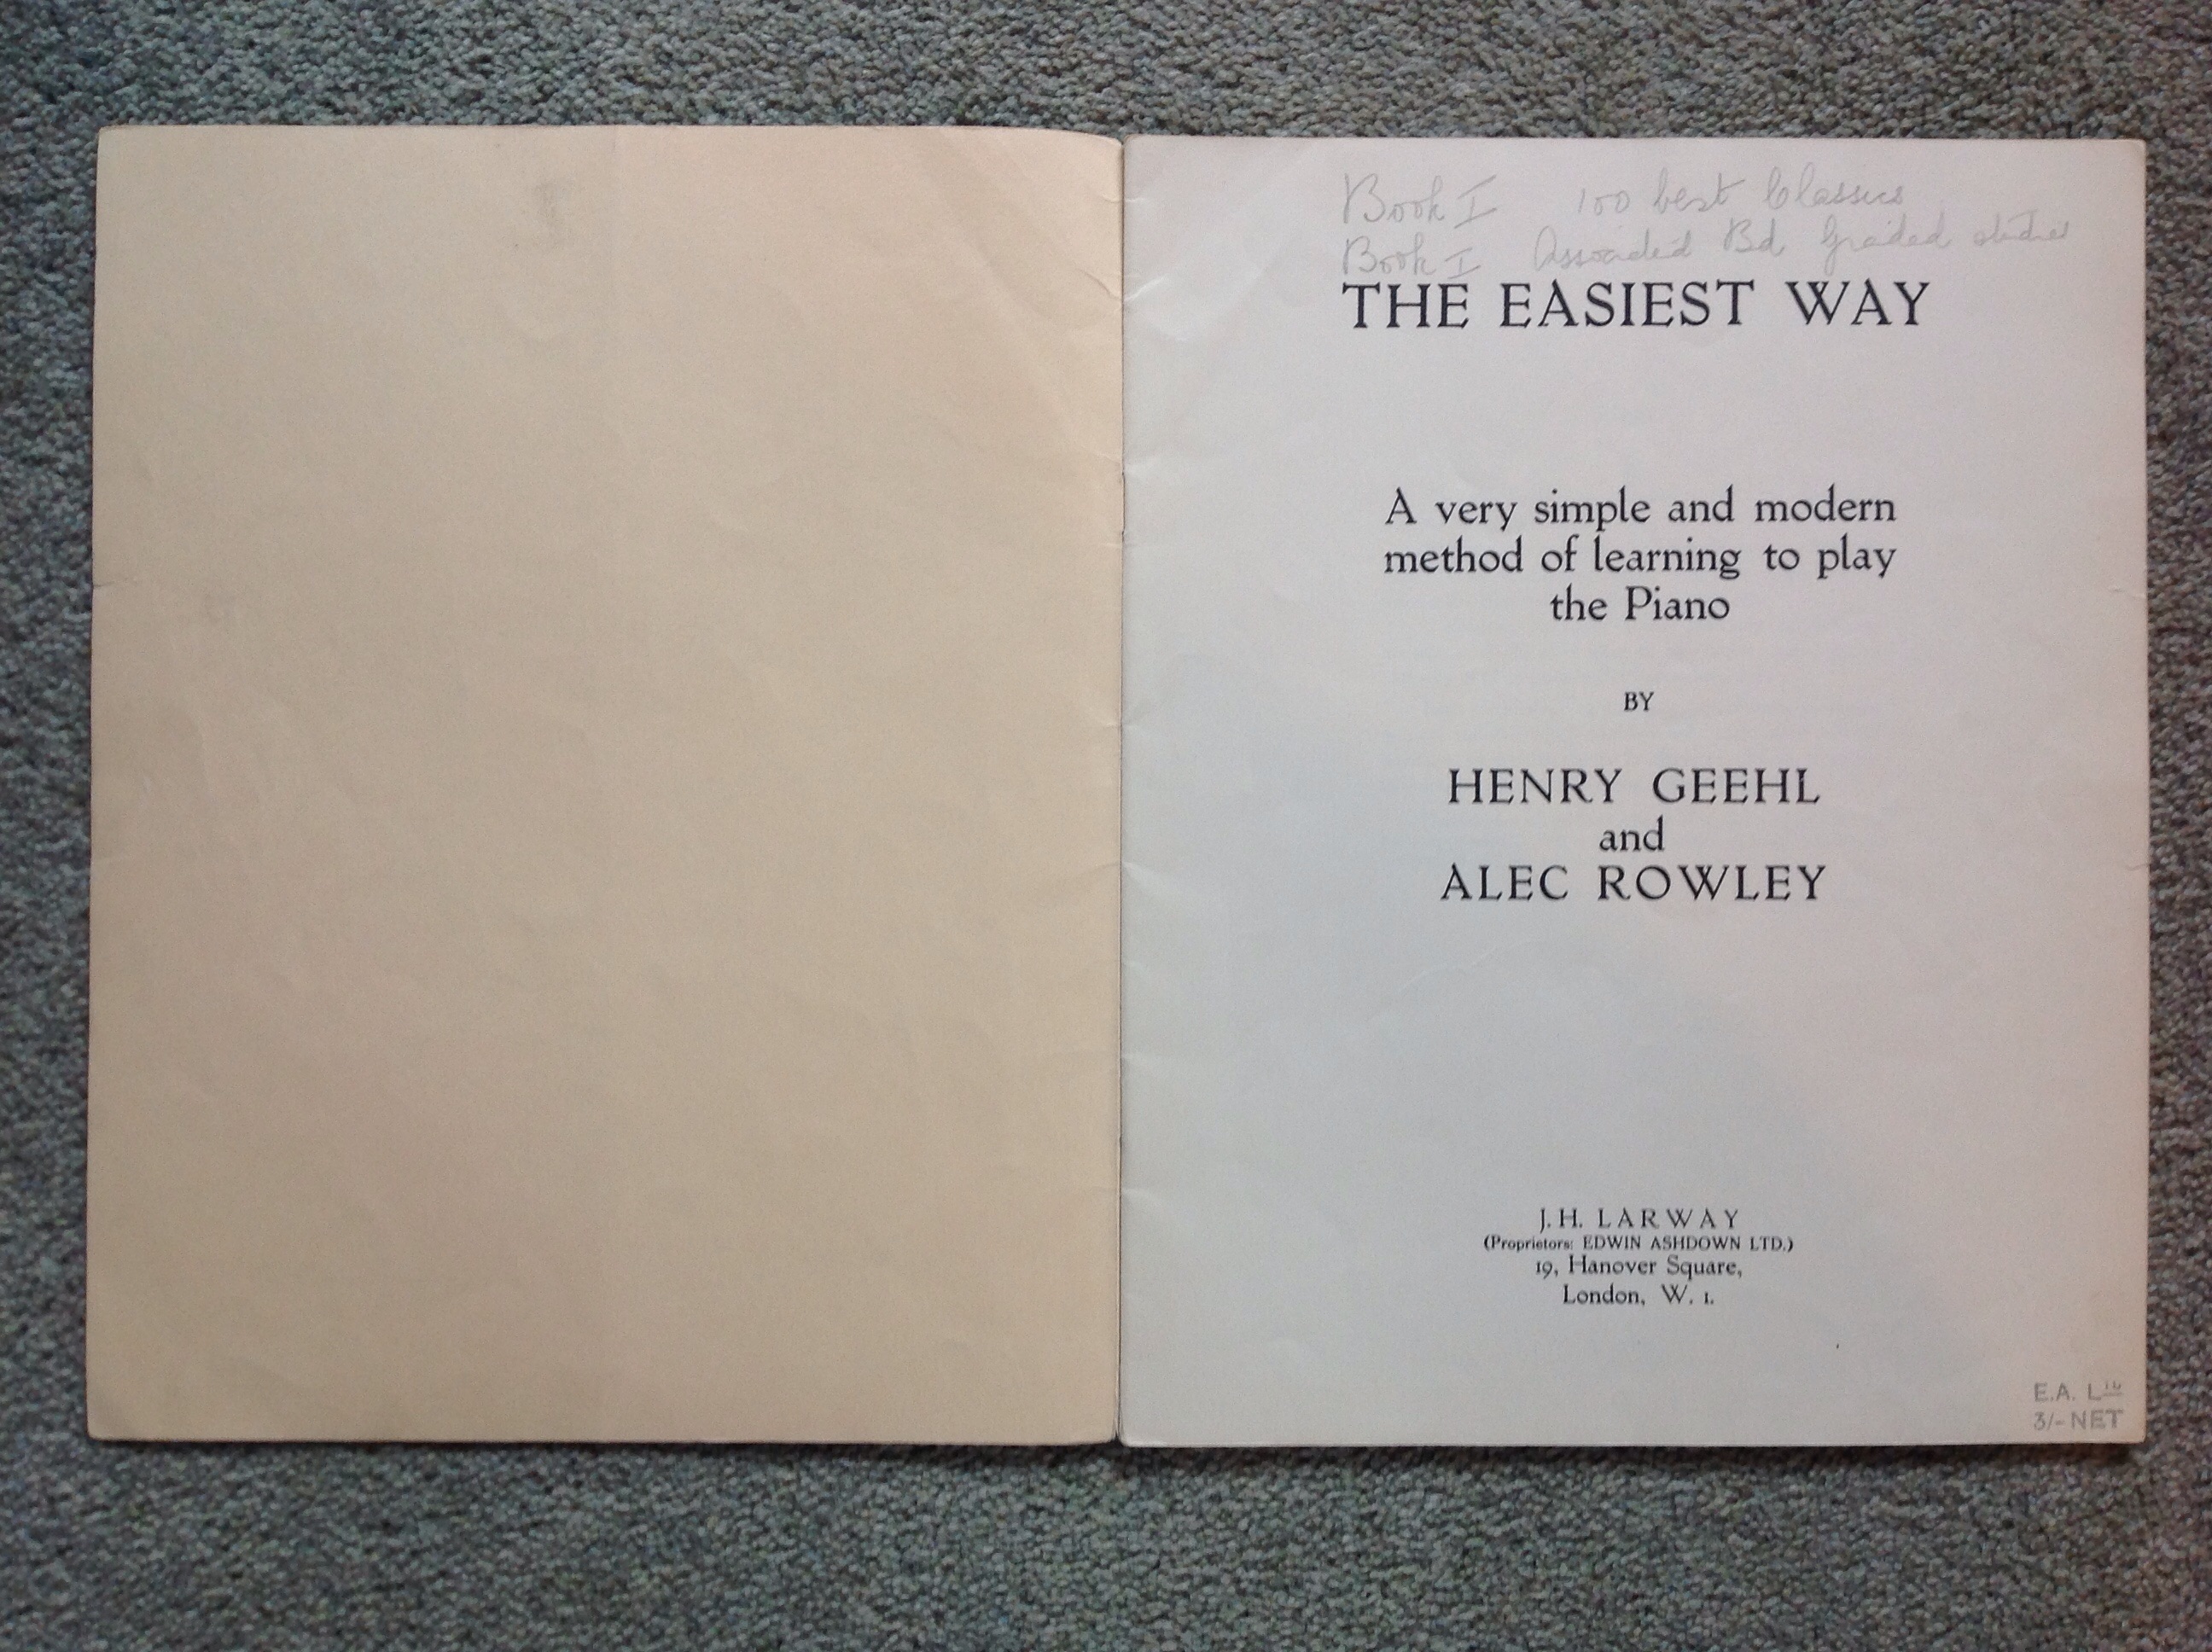 Book I 100 best Classics
Book I Associated Bd. Graded studies
THE EASIEST WAY
A very simple and modern
method of learning to play
the Piano
BY
HENRY GEEHL
and
ALEC ROWLEY
J. H. LARWAY
(Proprietors: EDWIN ASHDOWN LTD.)
19, Hanover Square,
London, W. 1.
E.A. Ltd
3/- NET